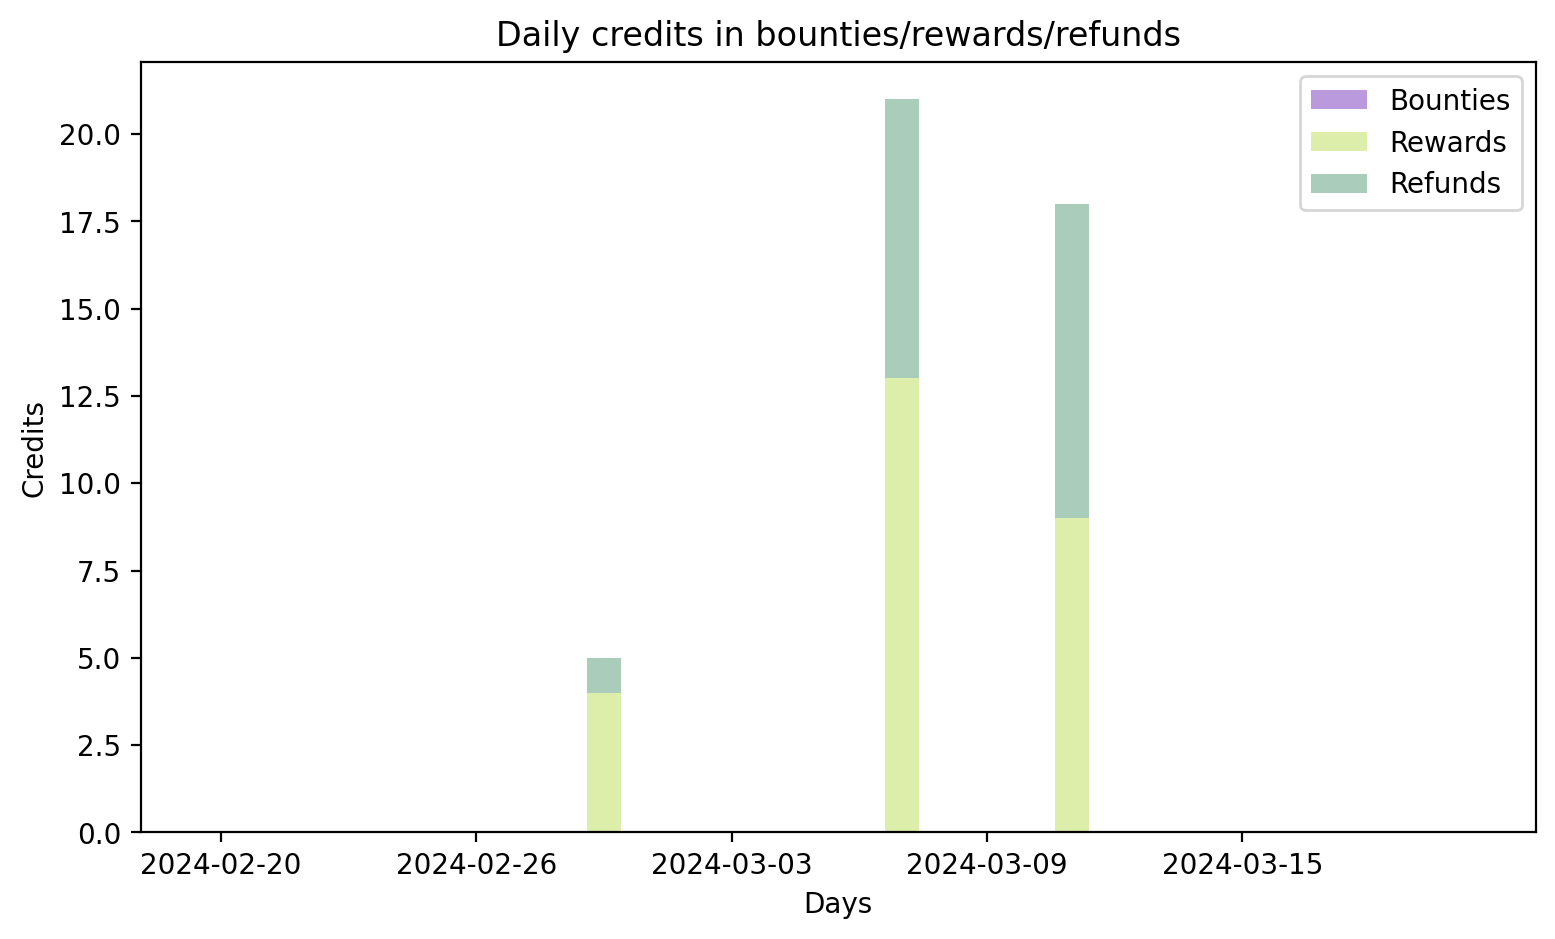 Daily credits in bounties/rewards/refunds
Bounties
Rewards
Refunds
Credits
20.0
17.5
15.0
12.5
10.0
7.5
5.0
2.5
0.0
2024-02-20 2024-02-26 2024-03-03 2024-03-09 2024-03-15
Days